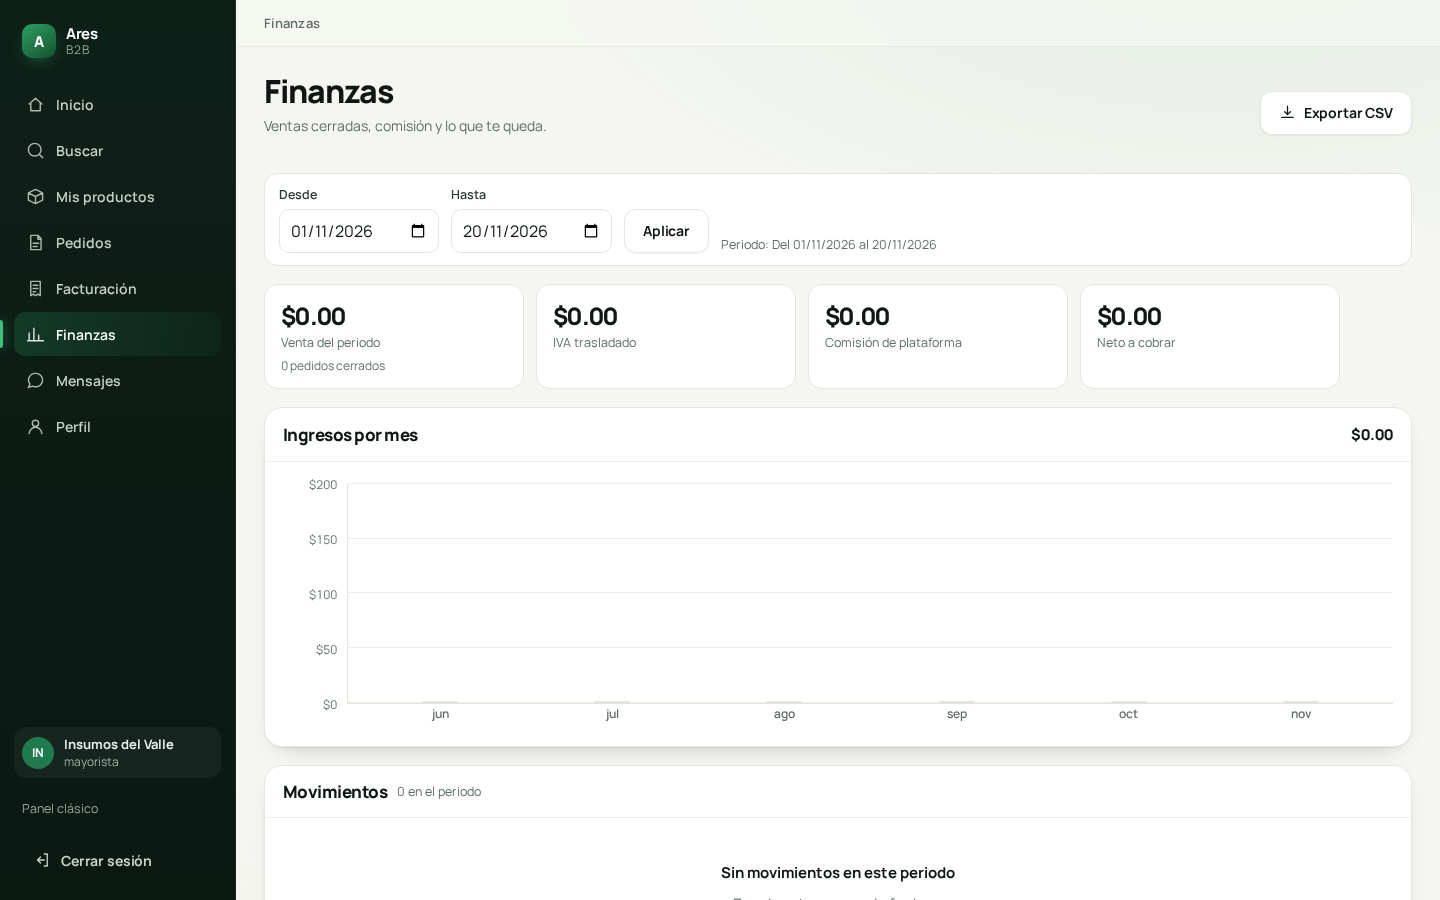 A
Ares
B2B
Inicio
Buscar
Mis productos
Pedidos
Facturación
Finanzas
Mensajes
Perfil
IN
Insumos del Valle
mayorista
Panel clásico
Cerrar sesión
Finanzas
Finanzas
Ventas cerradas, comisión y lo que te queda.
Exportar CSV
Desde
Hasta
01/11/2026
20/11/2026
Aplicar
Periodo: Del 01/11/2026 al 20/11/2026
$0.00
Venta del periodo
0 pedidos cerrados
$0.00
IVA trasladado
$0.00
Comisión de plataforma
$0.00
Neto a cobrar
Ingresos por mes
$0.00
$200
$150
$100
$50
$0
jun
jul
ago
sep
oct
nov
Movimientos
0 en el periodo
Sin movimientos en este periodo